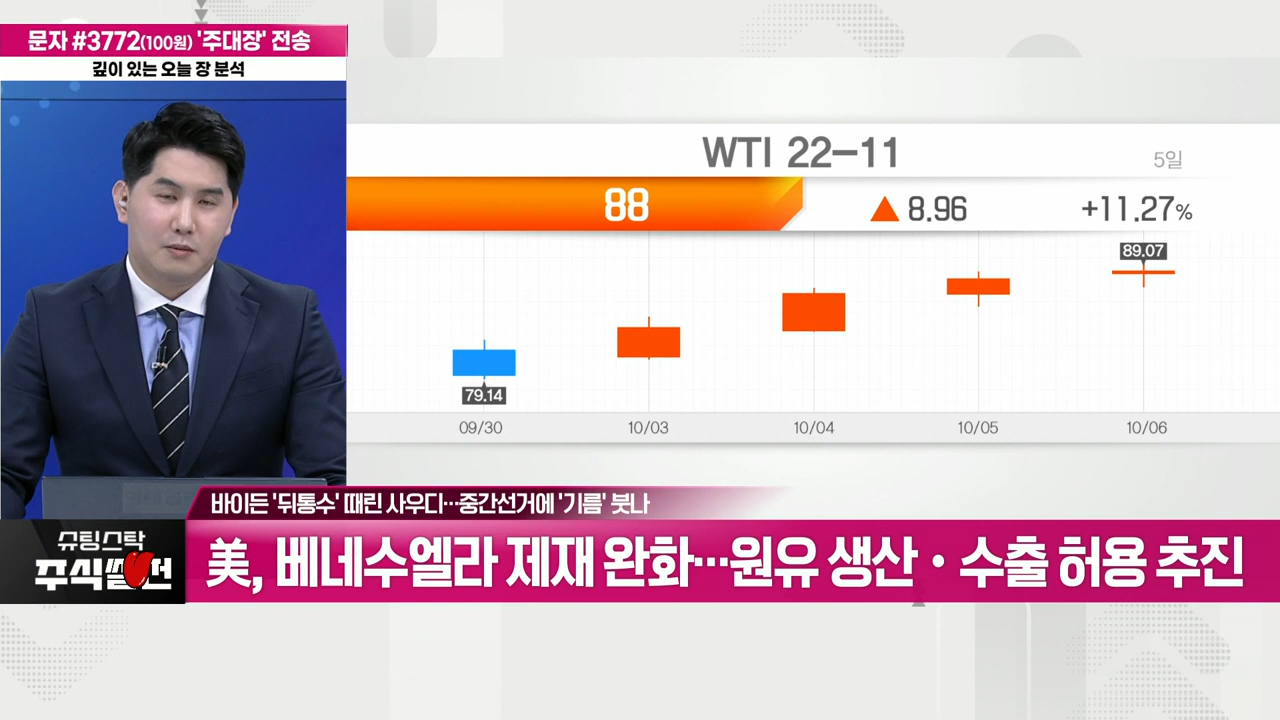 문자 #3772(100원) '주대장' 전송
깊이 있는 오늘 장 분석
WTI 22-11
5일
88
▲ 8.96
+11.27%
89.07
79.14
09/30
10/03
10/04
10/05
10/06
바이든 '뒤통수' 때린 사우디…중간선거에 '기름' 붓나
슈팅스탁
주식썰전
美, 베네수엘라 제재 완화…원유 생산·수출 허용 추진